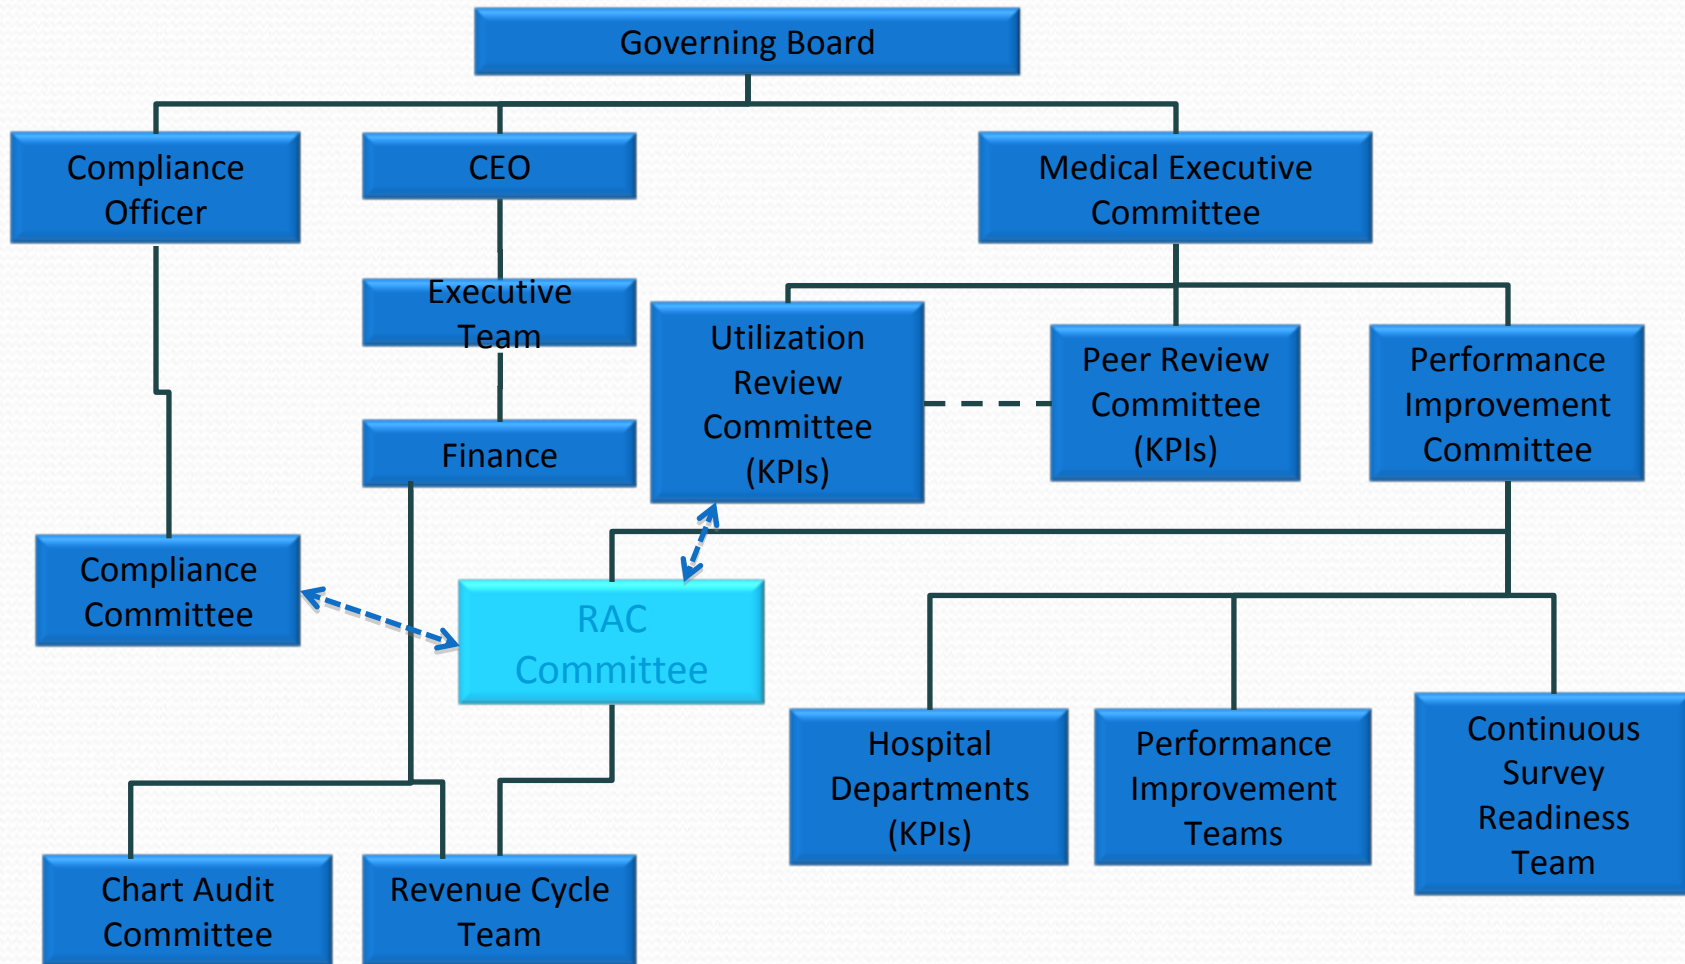 Governing Board
Compliance
Officer
CEO
Medical Executive
Committee
Executive
Team
Utilization
Review
Committee
(KPIs)
Peer Review
Committee
(KPIs)
Performance
Improvement
Committee
Finance
Compliance
Committee
RAC
Committee
Hospital
Departments
(KPIs)
Performance
Improvement
Teams
Continuous
Survey
Readiness
Team
Chart Audit
Committee
Revenue Cycle
Team